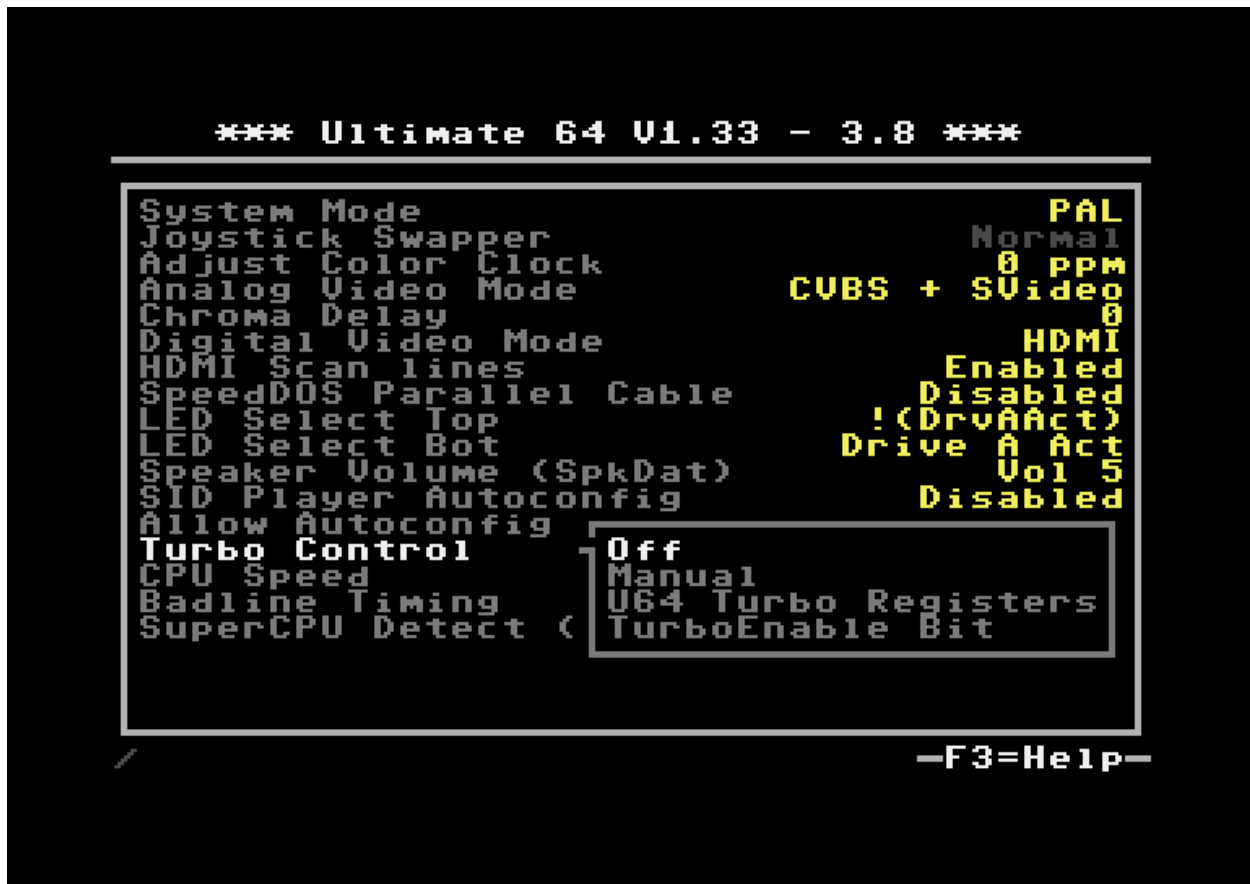 *** Ultimate 64 V1.33 - 3.8 ***
System Mode PAL
Joystick Swapper Normal
Adjust Color Clock 0 ppm
Analog Video Mode CVBS + SVideo
Chroma Delay 0
Digital Video Mode HDMI
HDMI Scan lines Enabled
SpeedDOS Parallel Cable Disabled
LED Select Top !(DrvAAct)
LED Select Bot Drive A Act
Speaker Volume (SpkDat) Vol 5
SID Player Autoconfig Disabled
Allow Autoconfig
Turbo Control Off
CPU Speed Manual
Badline Timing U64 Turbo Registers
SuperCPU Detect ( TurboEnable Bit
/ —F3=Help—